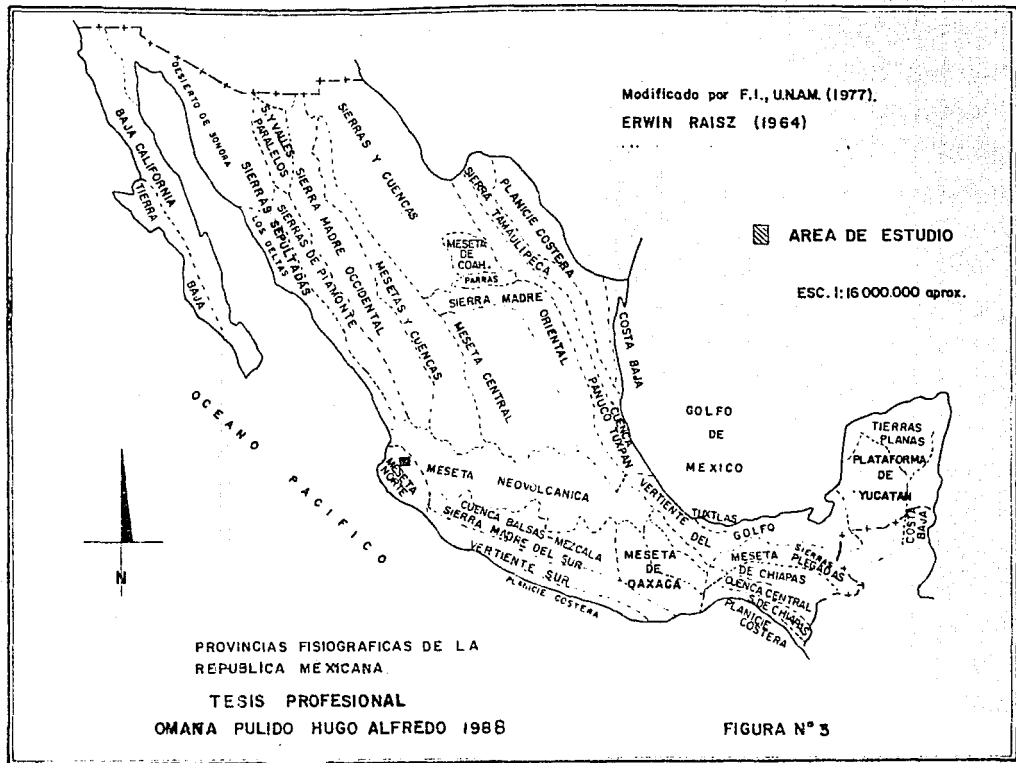 Modificado por F.I., U.N.A.M. (1977).
ERWIN RAISZ (1964)
AREA DE ESTUDIO
ESC. 1:16 000.000 aprox.
BAJA CALIFORNIA
TIERRA
BAJA
DESIERTO DE SONORA
S. Y VALLES
PARALELOS
SIERRAS SEPULTADAS
LOS DELTAS
SIERRAS DE PIAMONTE
SIERRA MADRE OCCIDENTAL
SIERRAS Y CUENCAS
MESETAS Y CUENCAS
MESETA
DE
COAH.
PARRAS
SIERRA MADRE
ORIENTAL
MESETA CENTRAL
SIERRA TAMAULIPECA
PLANICIE COSTERA
COSTA BAJA
CUENCA
PANUCO TUXPAN
GOLFO
DE
MEXICO
OCEANO PACIFICO
MESETA
NORTE
MESETA NEOVOLCANICA
CUENCA BALSAS-MEZCALA
SIERRA MADRE DEL SUR
VERTIENTE SUR
PLANICIE COSTERA
MESETA
DE
OAXACA
VERTIENTE DEL GOLFO
TUXTLAS
SIERRAS
PLEGADAS
MESETA
DE CHIAPAS
CUENCA CENTRAL
S. DE CHIAPAS
PLANICIE
COSTERA
TIERRAS
PLANAS
PLATAFORMA
DE
YUCATAN
COSTA
BAJA
N
PROVINCIAS FISIOGRAFICAS DE LA
REPUBLICA MEXICANA.
TESIS PROFESIONAL
OMAÑA PULIDO HUGO ALFREDO 1988
FIGURA N° 3